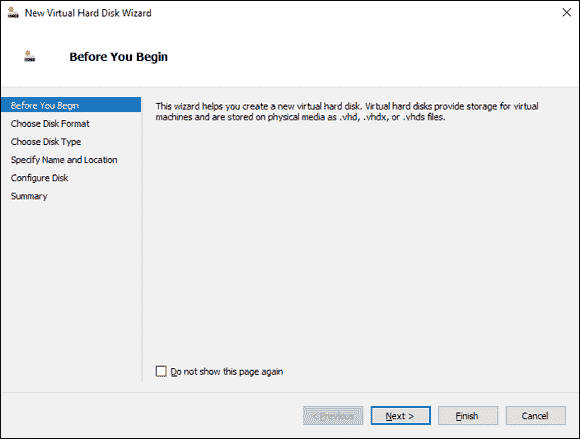 New Virtual Hard Disk Wizard
Before You Begin
Before You Begin
Choose Disk Format
Choose Disk Type
Specify Name and Location
Configure Disk
Summary
This wizard helps you create a new virtual hard disk. Virtual hard disks provide storage for virtual
machines and are stored on physical media as .vhd, .vhdx, or .vhds files.
Do not show this page again
< Previous
Next >
Finish
Cancel